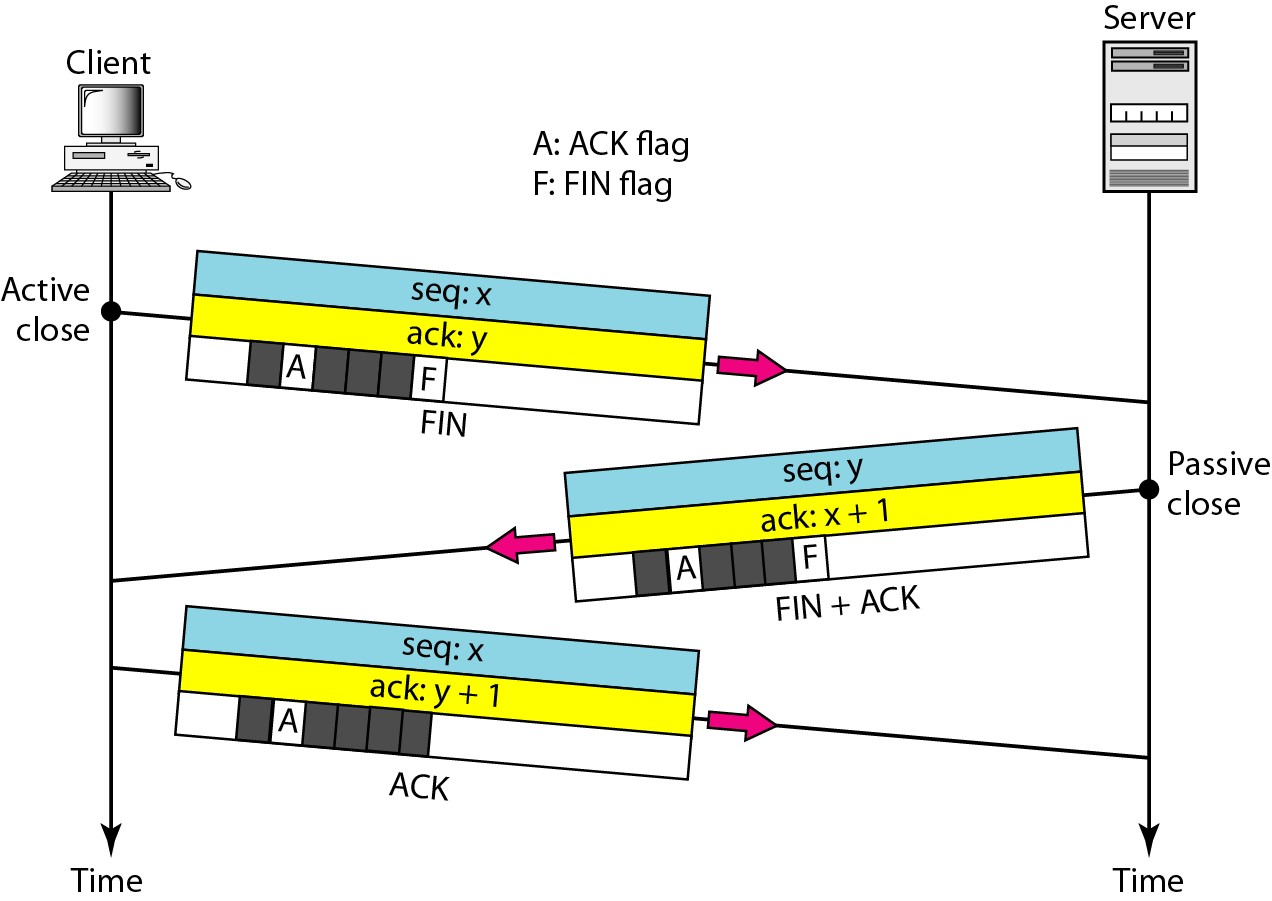 Server
Client
A: ACK flag
F: FIN flag
Active
close
seq: x
ack: y
A
F
FIN
Passive
close
seq: y
ack: x + 1
A
F
FIN + ACK
seq: x
ack: y + 1
A
ACK
Time
Time